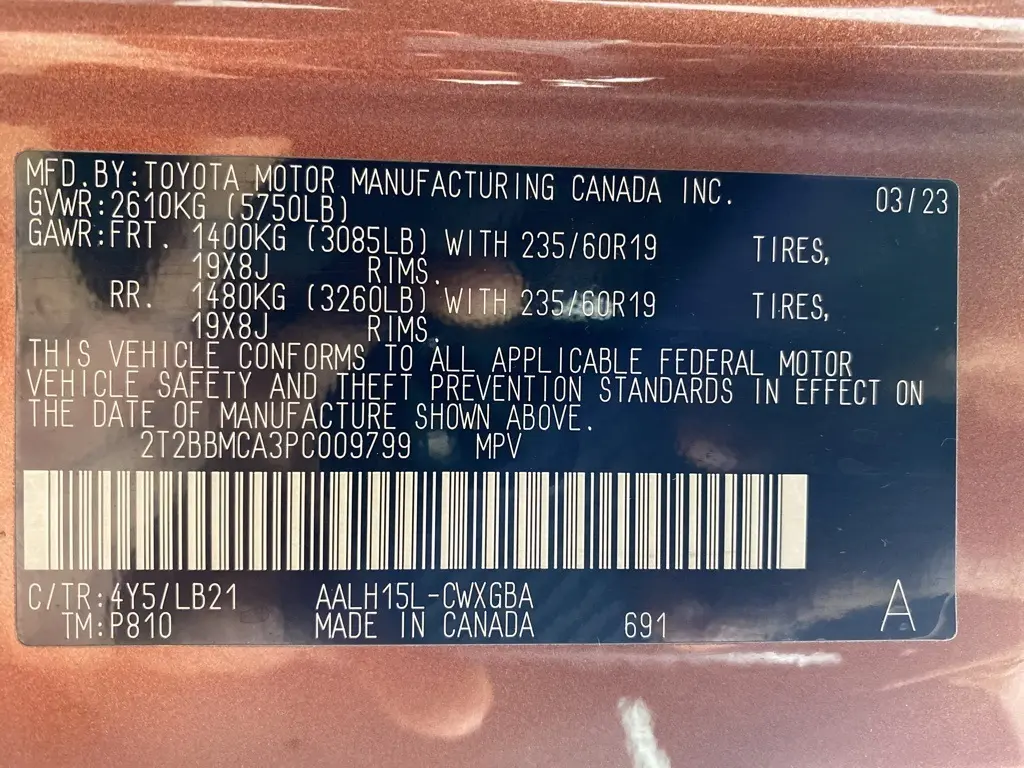 MFD.BY:TOYOTA MOTOR MANUFACTURING CANADA INC. 03/23
GVWR:2610KG (5750LB)
GAWR:FRT. 1400KG (3085LB) WITH 235/60R19 TIRES,
19X8J RIMS.
RR. 1480KG (3260LB) WITH 235/60R19 TIRES,
19X8J RIMS.
THIS VEHICLE CONFORMS TO ALL APPLICABLE FEDERAL MOTOR
VEHICLE SAFETY AND THEFT PREVENTION STANDARDS IN EFFECT ON
THE DATE OF MANUFACTURE SHOWN ABOVE.
2T2BBMCA3PC009799 MPV
C/TR:4Y5/LB21 AALH15L-CWXGBA A
TM:P810 MADE IN CANADA 691